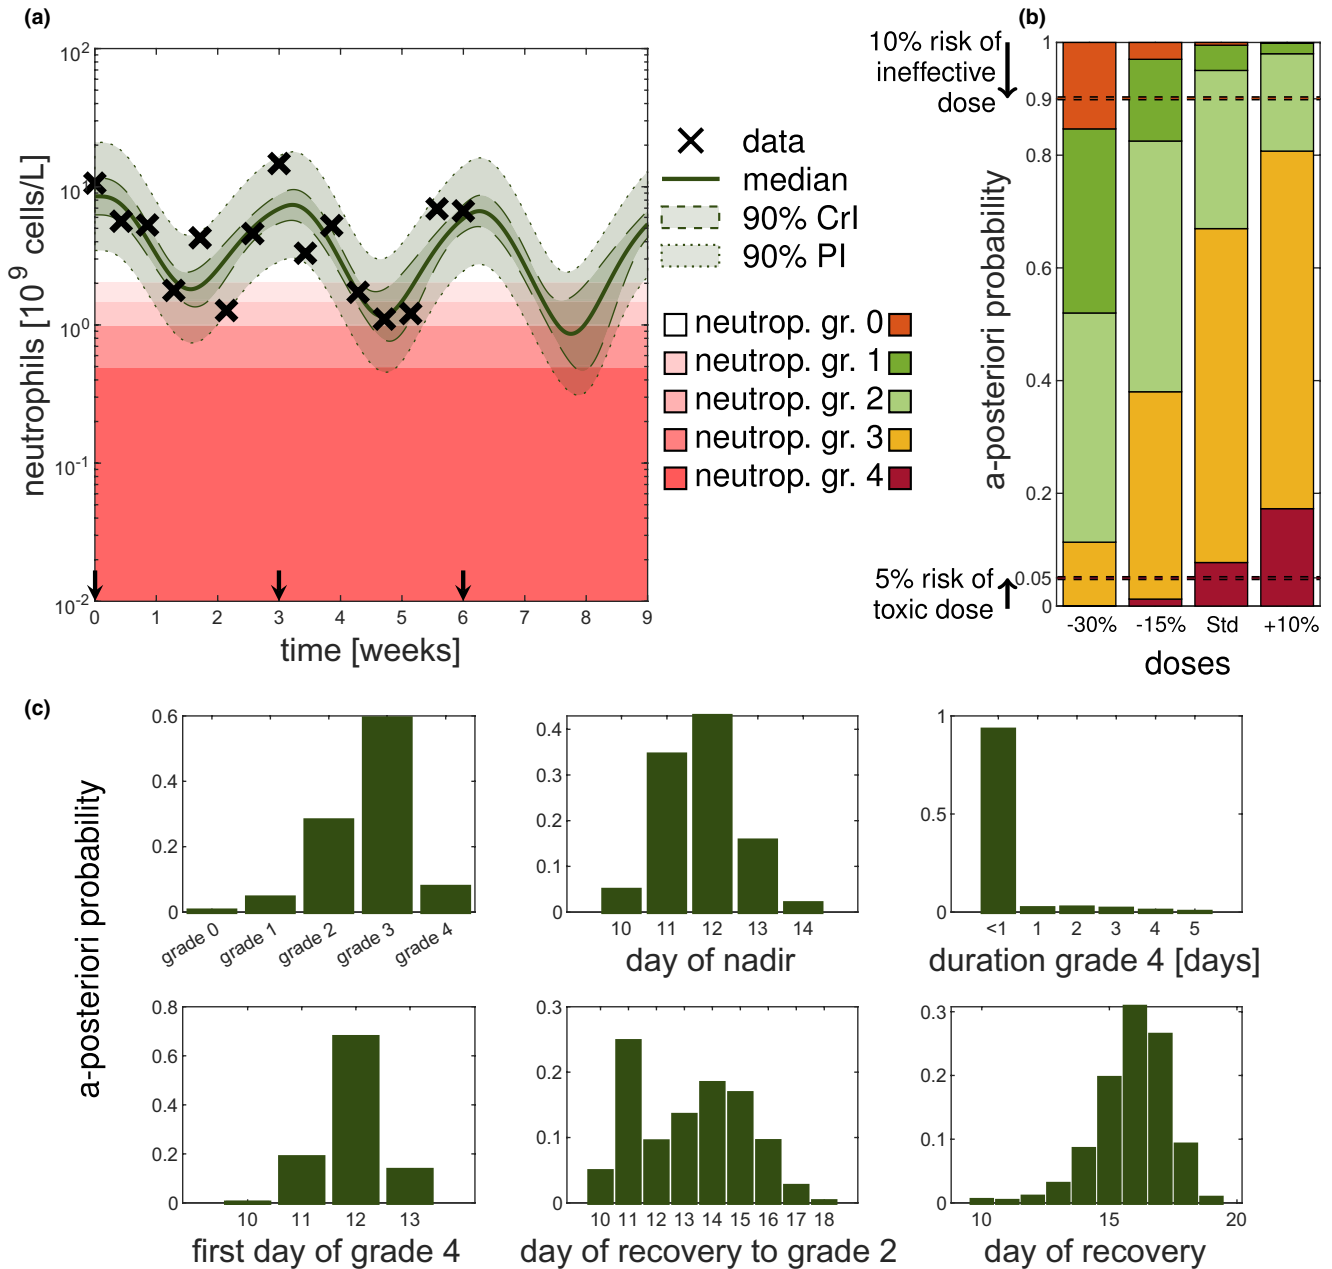 (a)
10^2
10^1
10^0
10^-1
10^-2
neutrophils [10^9 cells/L]
0 1 2 3 4 5 6 7 8 9
time [weeks]
data
median
90% CrI
90% PI
neutrop. gr. 0
neutrop. gr. 1
neutrop. gr. 2
neutrop. gr. 3
neutrop. gr. 4
(b)
10% risk of
ineffective
dose
5% risk of
toxic dose
a-posteriori probability
1
0.9
0.8
0.6
0.4
0.2
0.05
0
-30% -15% Std +10%
doses
(c)
a-posteriori probability
0.6
0.4
0.2
0
grade 0 grade 1 grade 2 grade 3 grade 4
0.4
0.3
0.2
0.1
0
10 11 12 13 14
day of nadir
1
0.5
0
<1 1 2 3 4 5
duration grade 4 [days]
0.8
0.6
0.4
0.2
0
10 11 12 13
first day of grade 4
0.3
0.2
0.1
0
10 11 12 13 14 15 16 17 18
day of recovery to grade 2
0.3
0.2
0.1
0
10 15 20
day of recovery